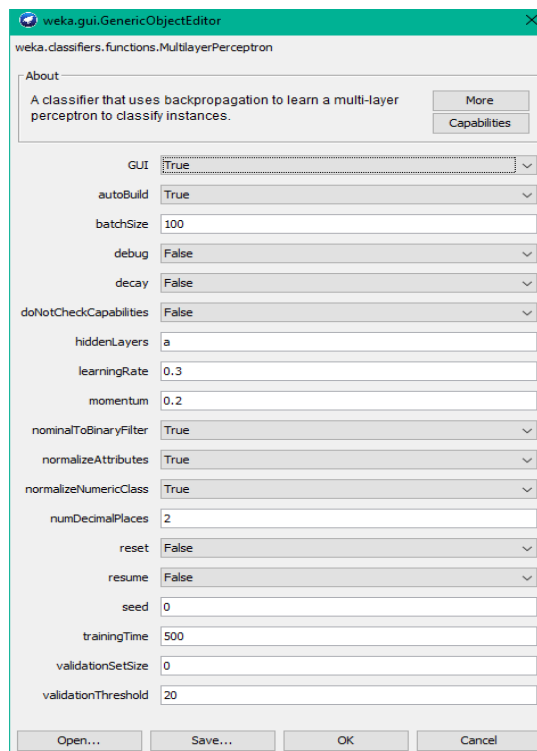 weka.gui.GenericObjectEditor
weka.classifiers.functions.MultilayerPerceptron
About
A classifier that uses backpropagation to learn a multi-layer
perceptron to classify instances.
More
Capabilities
GUI True
autoBuild True
batchSize 100
debug False
decay False
doNotCheckCapabilities False
hiddenLayers a
learningRate 0.3
momentum 0.2
nominalToBinaryFilter True
normalizeAttributes True
normalizeNumericClass True
numDecimalPlaces 2
reset False
resume False
seed 0
trainingTime 500
validationSetSize 0
validationThreshold 20
Open... Save... OK Cancel